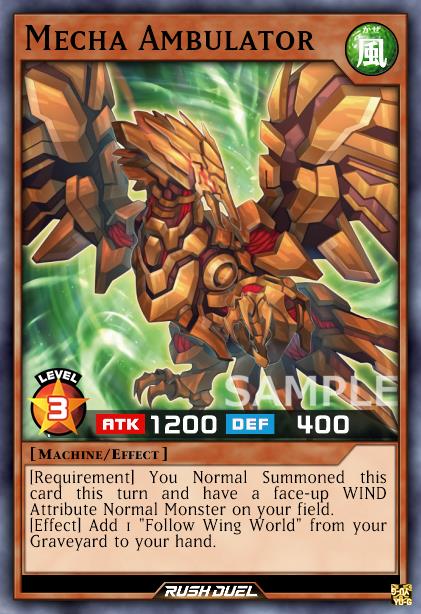 MECHA AMBULATOR
かぜ
風
SAMPLE
LEVEL
3
ATK 1200 DEF 400
[MACHINE/EFFECT]
[Requirement] You Normal Summoned this
card this turn and have a face-up WIND
Attribute Normal Monster on your field.
[Effect] Add 1 "Follow Wing World" from your
Graveyard to your hand.
RUSH DUEL